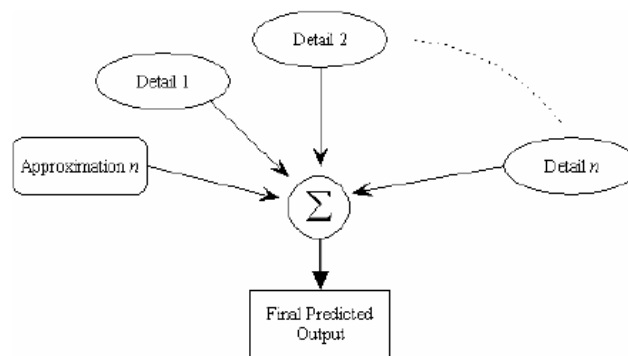 Detail 2
Detail 1
Approximation n
Detail n
Σ
Final Predicted
Output